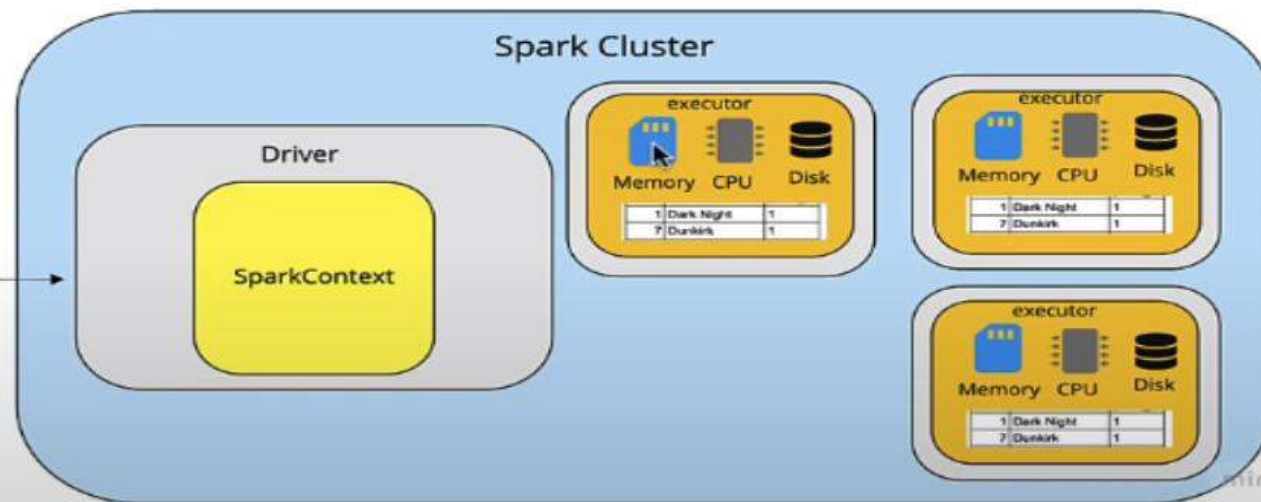 Spark Cluster
Driver
SparkContext
executor
Memory CPU Disk
1 Dark Night 1
7 Dunkirk 1
executor
Memory CPU Disk
1 Dark Night 1
7 Dunkirk 1
executor
Memory CPU Disk
1 Dark Night 1
7 Dunkirk 1